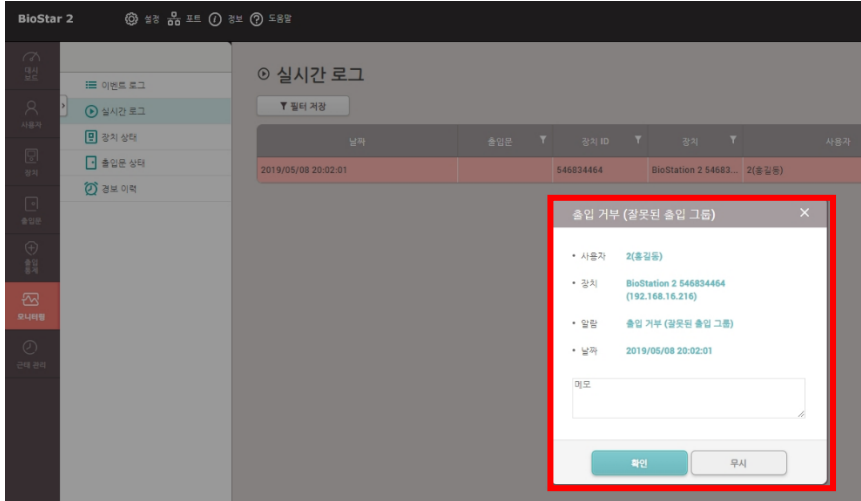 BioStar 2
설정 포트 정보 도움말
대시
보드
사용자
장치
출입문
출입
통제
모니터링
근태 관리
이벤트 로그
실시간 로그
장치 상태
출입문 상태
경보 이력
실시간 로그
필터 저장
날짜 출입문 장치 ID 장치 사용자
2019/05/08 20:02:01 546834464 BioStation 2 54683... 2(홍길동)
출입 거부 (잘못된 출입 그룹)
• 사용자 2(홍길동)
• 장치 BioStation 2 546834464
(192.168.16.216)
• 알람 출입 거부 (잘못된 출입 그룹)
• 날짜 2019/05/08 20:02:01
메모
확인 무시